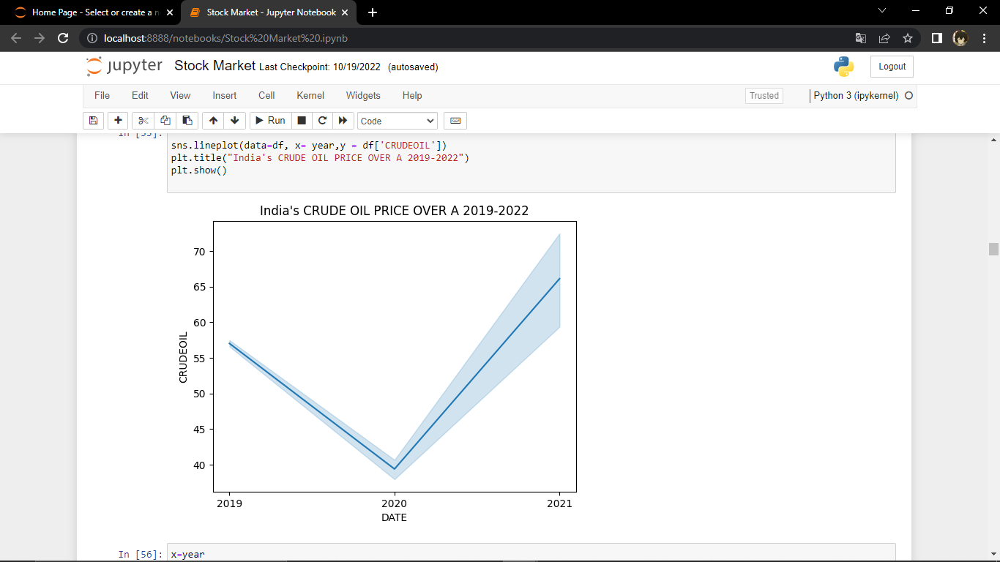 Home Page - Select or create a n
Stock Market - Jupyter Notebook
localhost:8888/notebooks/Stock%20Market%20.ipynb
jupyter Stock Market Last Checkpoint: 10/19/2022 (autosaved)
Logout
File Edit View Insert Cell Kernel Widgets Help
Trusted
Python 3 (ipykernel)
Run
Code
In [55]:
sns.lineplot(data=df, x= year,y = df['CRUDEOIL'])
plt.title("India's CRUDE OIL PRICE OVER A 2019-2022")
plt.show()
India's CRUDE OIL PRICE OVER A 2019-2022
70
65
60
55
50
45
40
CRUDEOIL
2019 2020 2021
DATE
In [56]: x=year